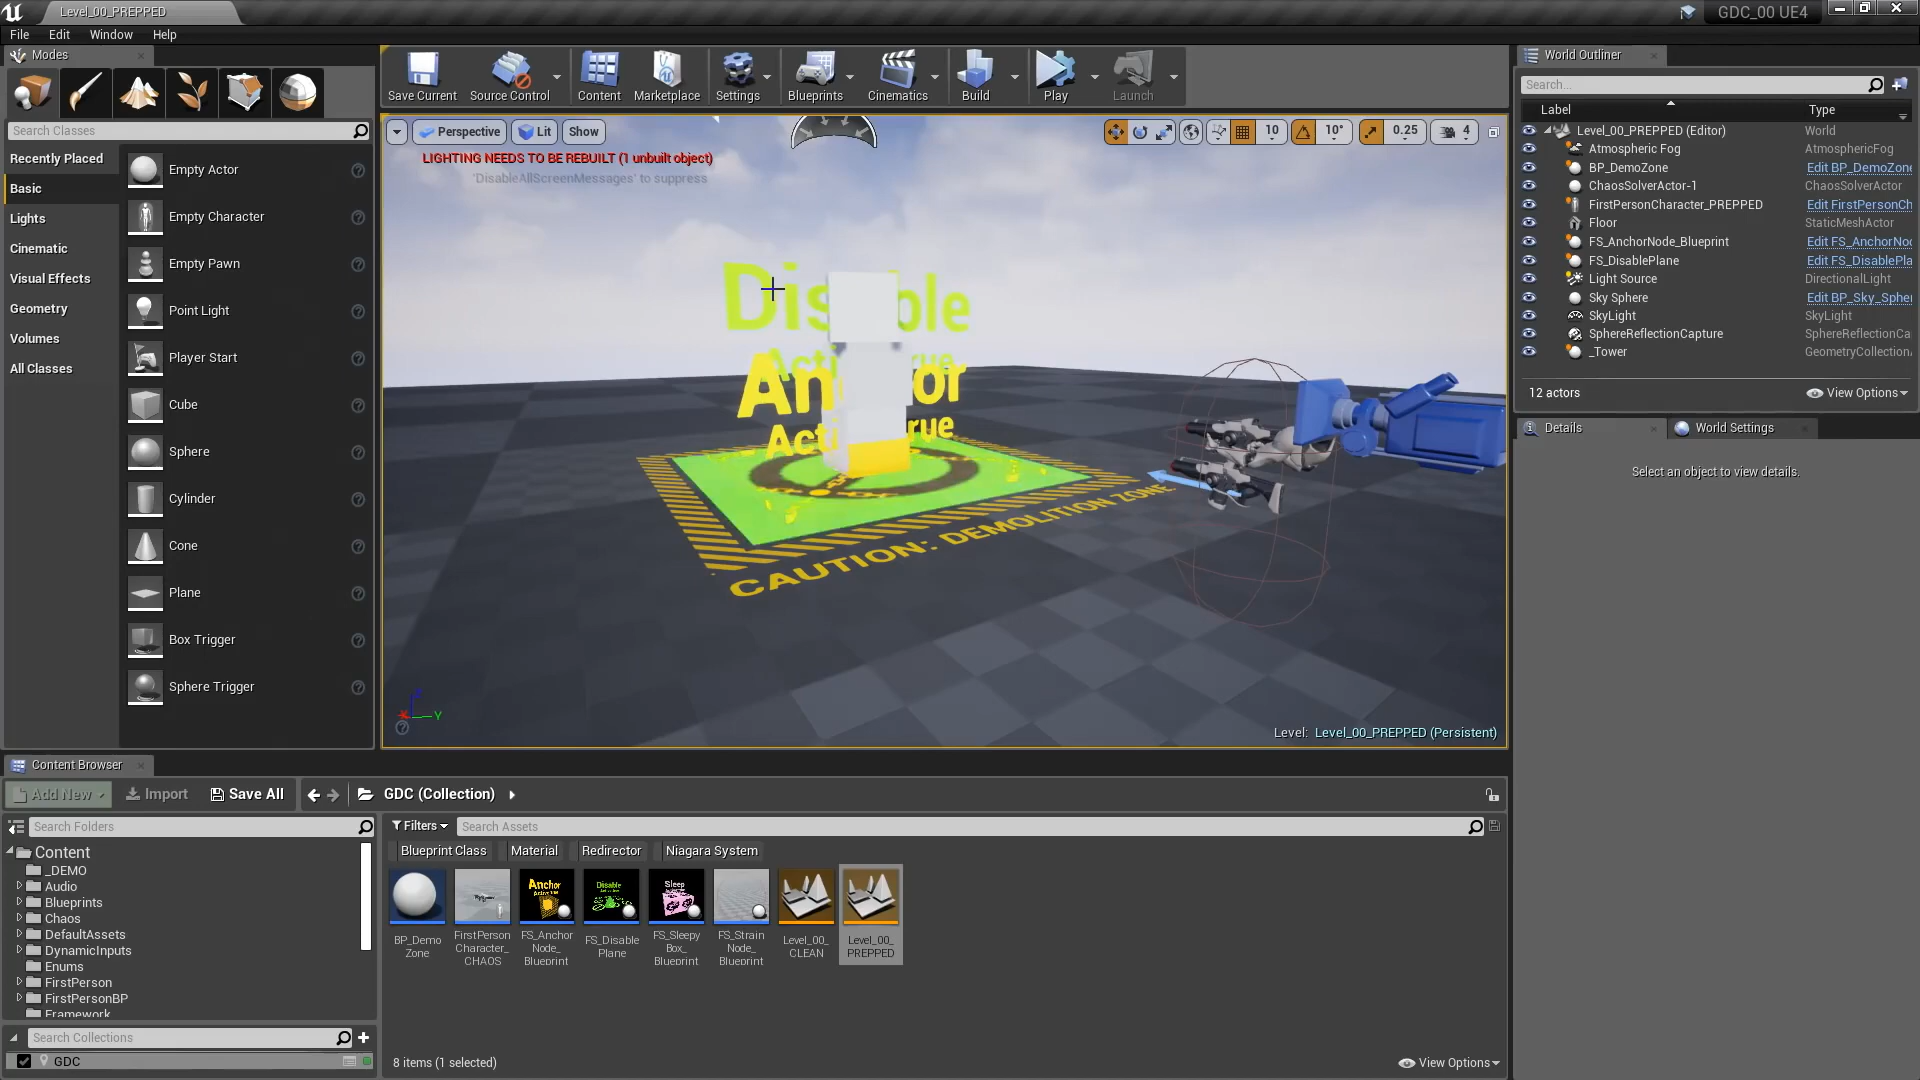 Level_00_PREPPED
GDC_00 UE4
File Edit Window Help
Modes
Search Classes
Recently Placed
Basic
Lights
Cinematic
Visual Effects
Geometry
Volumes
All Classes
Empty Actor
Empty Character
Empty Pawn
Point Light
Player Start
Cube
Sphere
Cylinder
Cone
Plane
Box Trigger
Sphere Trigger
Save Current Source Control Content Marketplace Settings Blueprints Cinematics Build Play Launch
Perspective Lit Show
10 10° 0.25 4
LIGHTING NEEDS TO BE REBUILT (1 unbuilt object)
'DisableAllScreenMessages' to suppress
CAUTION: DEMOLITION ZONE
Z
X Y
Level: Level_00_PREPPED (Persistent)
World Outliner
Search...
Label Type
Level_00_PREPPED (Editor) World
Atmospheric Fog AtmosphericFog
BP_DemoZone Edit BP_DemoZone
ChaosSolverActor-1 ChaosSolverActor
FirstPersonCharacter_PREPPED Edit FirstPersonCh
Floor StaticMeshActor
FS_AnchorNode_Blueprint Edit FS_AnchorNoc
FS_DisablePlane Edit FS_DisablePla
Light Source DirectionalLight
Sky Sphere Edit BP_Sky_Spher
SkyLight SkyLight
SphereReflectionCapture SphereReflectionCa
_Tower GeometryCollection
12 actors View Options
Details World Settings
Select an object to view details.
Content Browser
Add New Import Save All GDC (Collection)
Search Folders
Content
_DEMO
Audio
Blueprints
Chaos
DefaultAssets
DynamicInputs
Enums
FirstPerson
FirstPersonBP
Framework
Search Collections
GDC
Filters Search Assets
Blueprint Class Material Redirector Niagara System
BP_Demo
Zone
FirstPerson
Character_
CHAOS
FS_Anchor
Node_
Blueprint
FS_Disable
Plane
FS_Sleepy
Box_
Blueprint
FS_Strain
Node_
Blueprint
Level_00_
CLEAN
Level_00_
PREPPED
Anchor
Disable
Sleep
8 items (1 selected) View Options